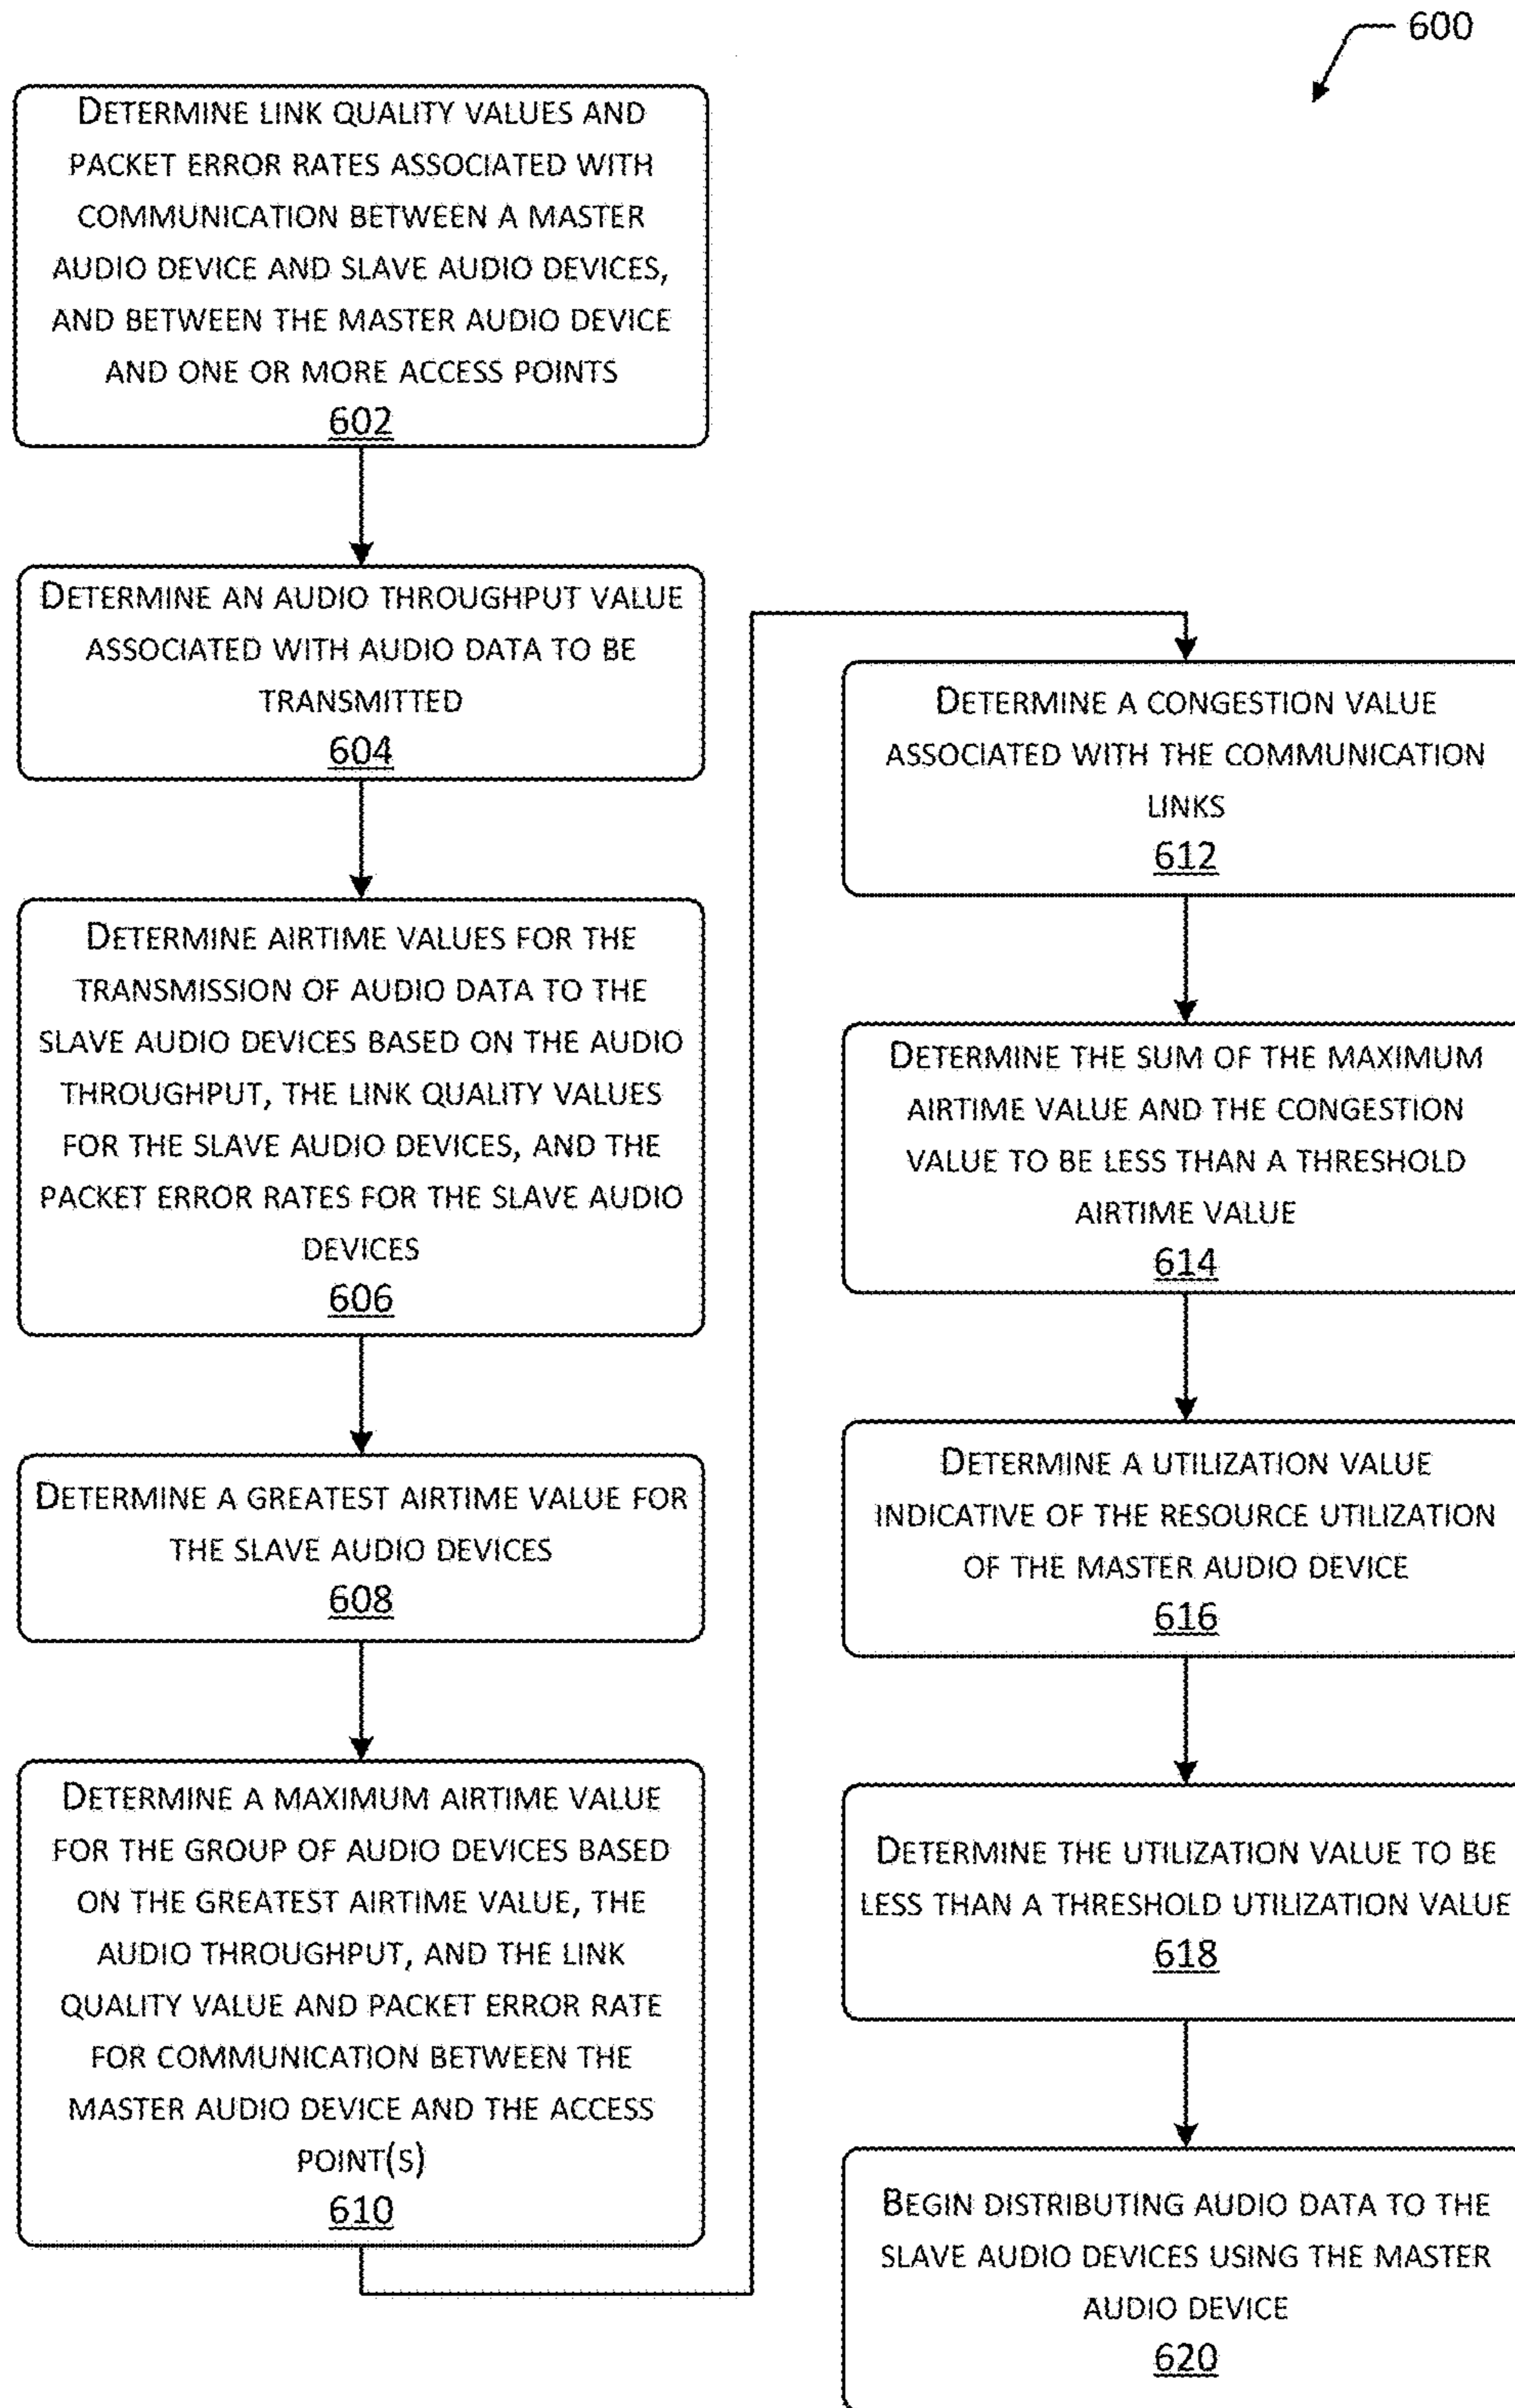 600
DETERMINE LINK QUALITY VALUES AND
PACKET ERROR RATES ASSOCIATED WITH
COMMUNICATION BETWEEN A MASTER
AUDIO DEVICE AND SLAVE AUDIO DEVICES,
AND BETWEEN THE MASTER AUDIO DEVICE
AND ONE OR MORE ACCESS POINTS
602
DETERMINE AN AUDIO THROUGHPUT VALUE
ASSOCIATED WITH AUDIO DATA TO BE
TRANSMITTED
604
DETERMINE AIRTIME VALUES FOR THE
TRANSMISSION OF AUDIO DATA TO THE
SLAVE AUDIO DEVICES BASED ON THE AUDIO
THROUGHPUT, THE LINK QUALITY VALUES
FOR THE SLAVE AUDIO DEVICES, AND THE
PACKET ERROR RATES FOR THE SLAVE AUDIO
DEVICES
606
DETERMINE A GREATEST AIRTIME VALUE FOR
THE SLAVE AUDIO DEVICES
608
DETERMINE A MAXIMUM AIRTIME VALUE
FOR THE GROUP OF AUDIO DEVICES BASED
ON THE GREATEST AIRTIME VALUE, THE
AUDIO THROUGHPUT, AND THE LINK
QUALITY VALUE AND PACKET ERROR RATE
FOR COMMUNICATION BETWEEN THE
MASTER AUDIO DEVICE AND THE ACCESS
POINT(S)
610
DETERMINE A CONGESTION VALUE
ASSOCIATED WITH THE COMMUNICATION
LINKS
612
DETERMINE THE SUM OF THE MAXIMUM
AIRTIME VALUE AND THE CONGESTION
VALUE TO BE LESS THAN A THRESHOLD
AIRTIME VALUE
614
DETERMINE A UTILIZATION VALUE
INDICATIVE OF THE RESOURCE UTILIZATION
OF THE MASTER AUDIO DEVICE
616
DETERMINE THE UTILIZATION VALUE TO BE
LESS THAN A THRESHOLD UTILIZATION VALUE
618
BEGIN DISTRIBUTING AUDIO DATA TO THE
SLAVE AUDIO DEVICES USING THE MASTER
AUDIO DEVICE
620